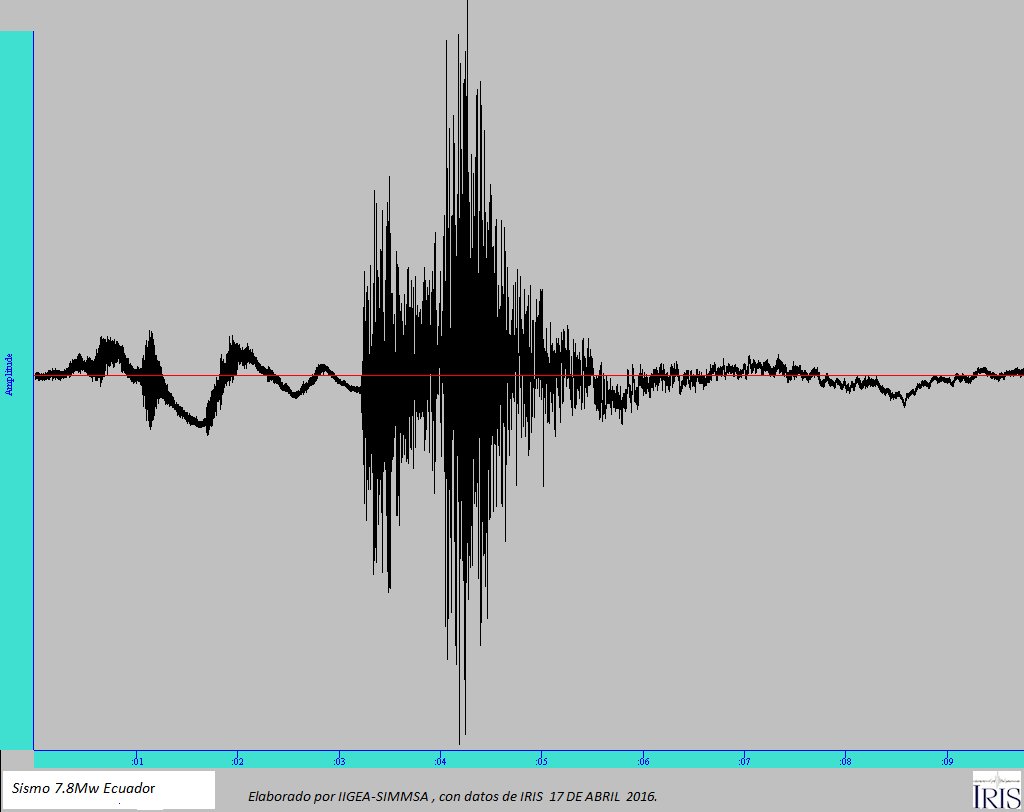 Amplitude
:01 :02 :03 :04 :05 :06 :07 :08 :09
Sismo 7.8Mw Ecuador
Elaborado por IIGEA-SIMMSA , con datos de IRIS 17 DE ABRIL 2016.
IRIS